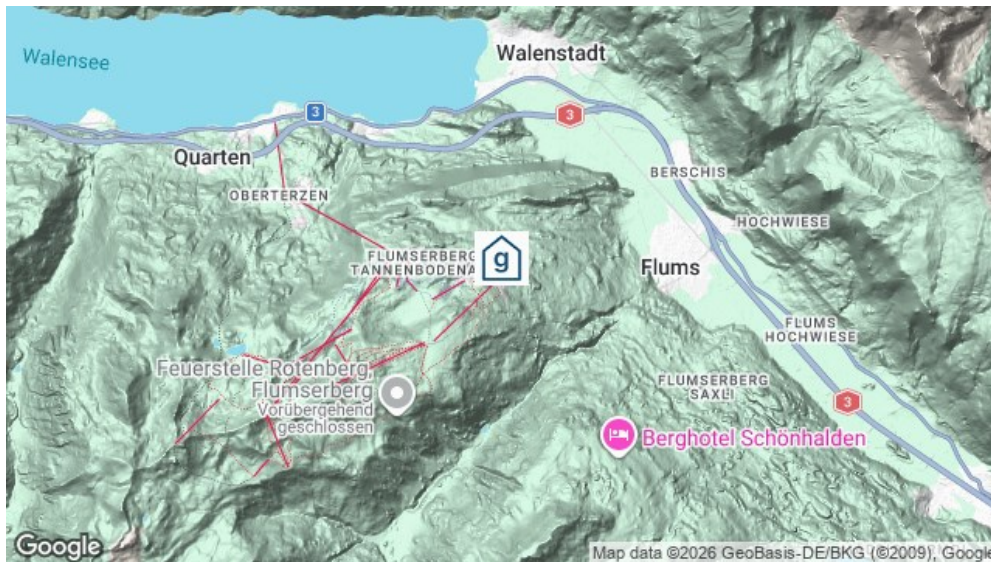 Walensee
Walenstadt
3
3
Quarten
OBERTERZEN
BERSCHIS
HOCHWIESE
FLUMSERBERG
TANNENBODENA
g
Flums
FLUMS
HOCHWIESE
Feuerstelle Rotenberg,
Flumserberg
Vorübergehend
geschlossen
FLUMSERBERG
SAXLI
3
Berghotel Schönhalden
Google
Map data ©2026 GeoBasis-DE/BKG (©2009), Google